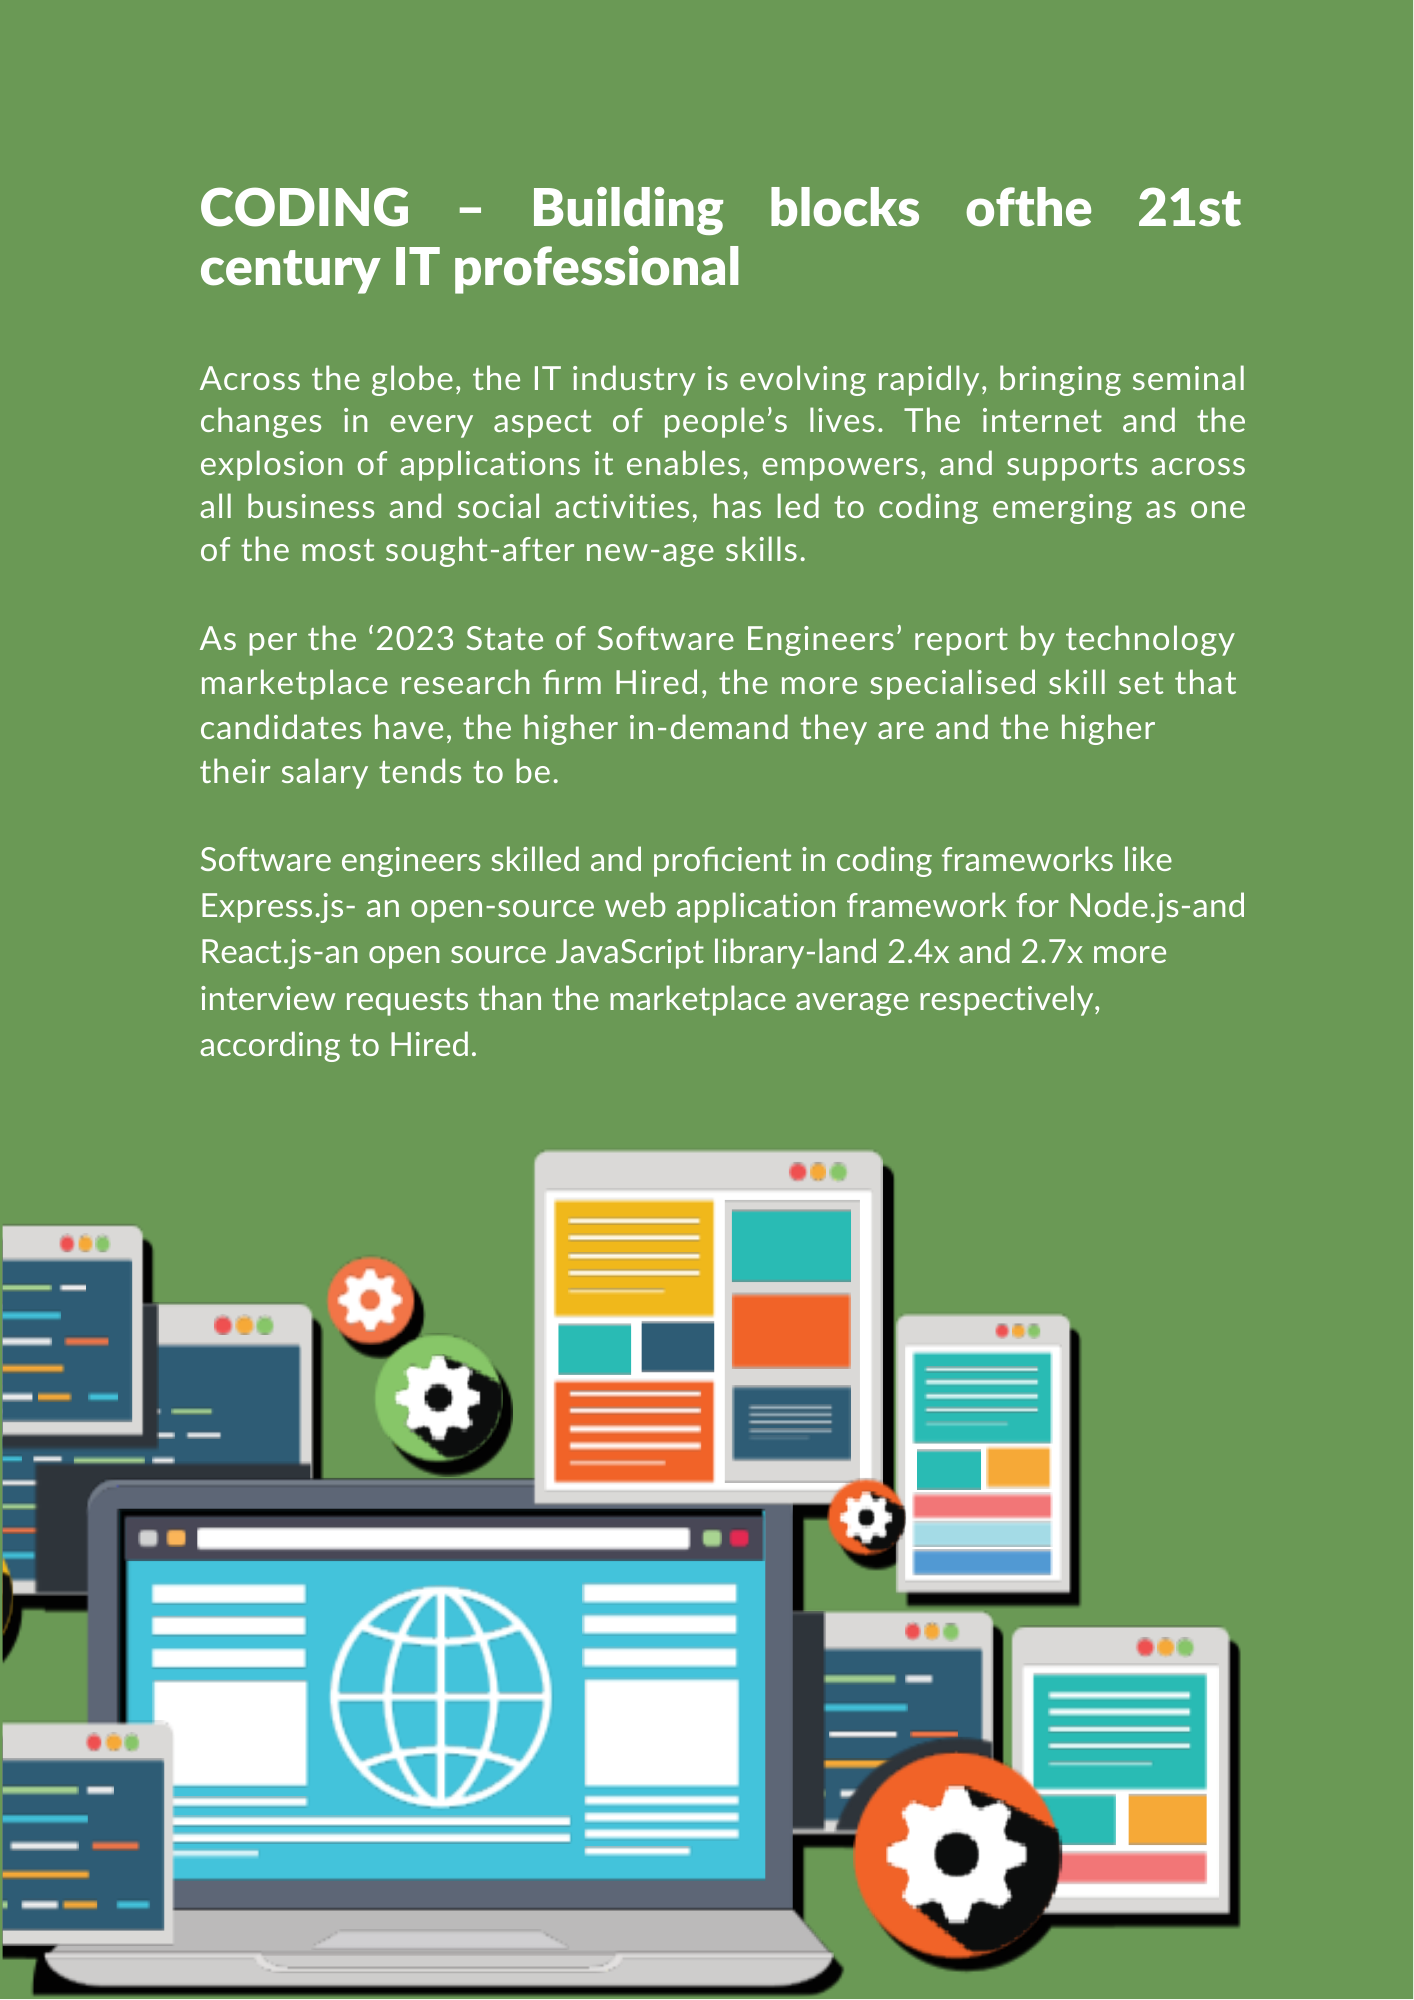 CODING – Building blocks ofthe 21st
century IT professional
Across the globe, the IT industry is evolving rapidly, bringing seminal
changes in every aspect of people’s lives. The internet and the
explosion of applications it enables, empowers, and supports across
all business and social activities, has led to coding emerging as one
of the most sought-after new-age skills.
As per the ‘2023 State of Software Engineers’ report by technology
marketplace research firm Hired, the more specialised skill set that
candidates have, the higher in-demand they are and the higher
their salary tends to be.
Software engineers skilled and proficient in coding frameworks like
Express.js- an open-source web application framework for Node.js-and
React.js-an open source JavaScript library-land 2.4x and 2.7x more
interview requests than the marketplace average respectively,
according to Hired.